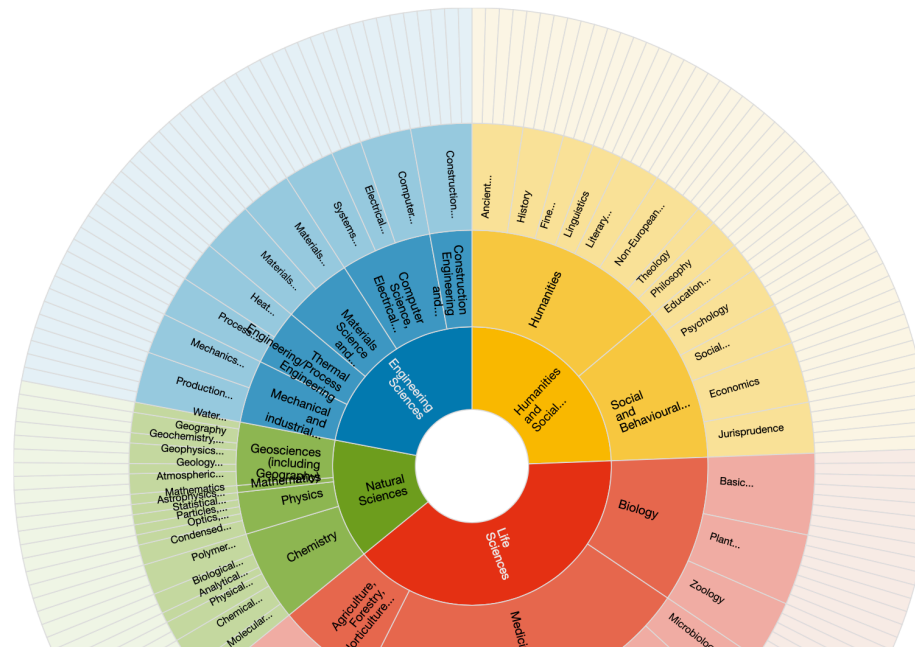 Humanities
and
Social...
Humanities
Social
and
Behavioural...
Ancient...
History
Fine...
Linguistics
Literary...
Non-European...
Theology
Philosophy
Education...
Psychology
Social...
Economics
Jurisprudence
Life
Sciences
Biology
Basic...
Plant...
Zoology
Agriculture,
Forestry,
Natural
Sciences
Geosciences
(including
Geography)
Mathematics
Physics
Chemistry
Water...
Geography
Geochemistry,...
Geophysics...
Geology...
Atmospheric...
Mathematics
Astrophysics...
Statistical...
Particles,...
Optics,...
Condensed...
Polymer...
Biological...
Analytical...
Physical...
Chemical...
Molecular...
Engineering
Sciences
Construction
Engineering
and...
Computer
Science,
Electrical...
Materials
Science
and...
Thermal
Engineering/Process
Engineering
Mechanical
and
industrial...
Construction...
Computer...
Electrical...
Systems...
Materials...
Materials...
Heat...
Process...
Mechanics...
Production...